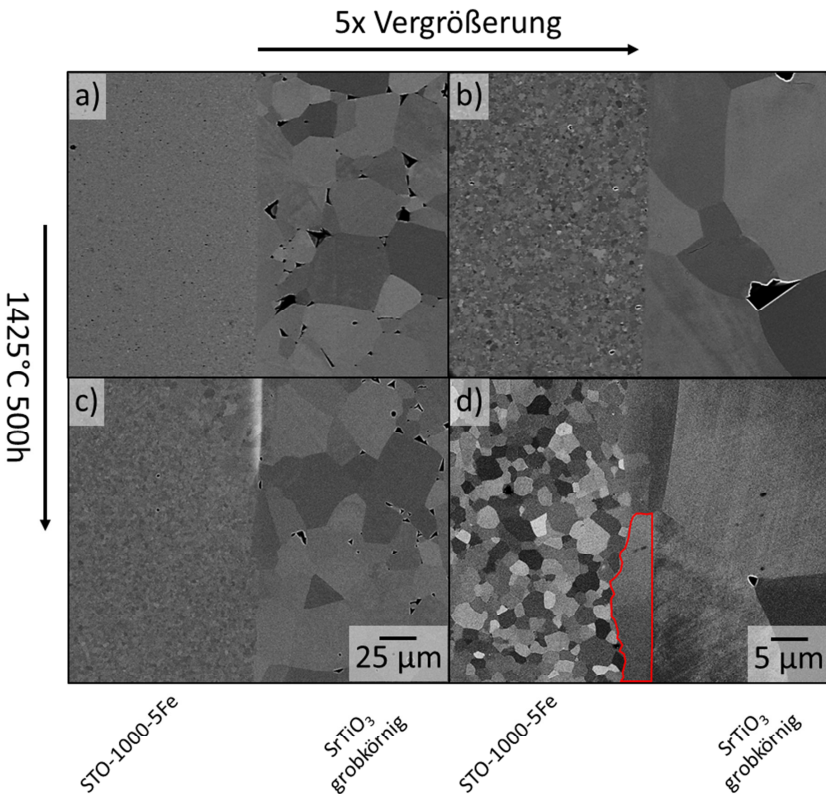 5x Vergrößerung
a)
b)
1425°C 500h
c)
d)
25 µm
5 µm
STO-1000-5Fe
SrTiO₃
grobkörnig
STO-1000-5Fe
SrTiO₃
grobkörnig